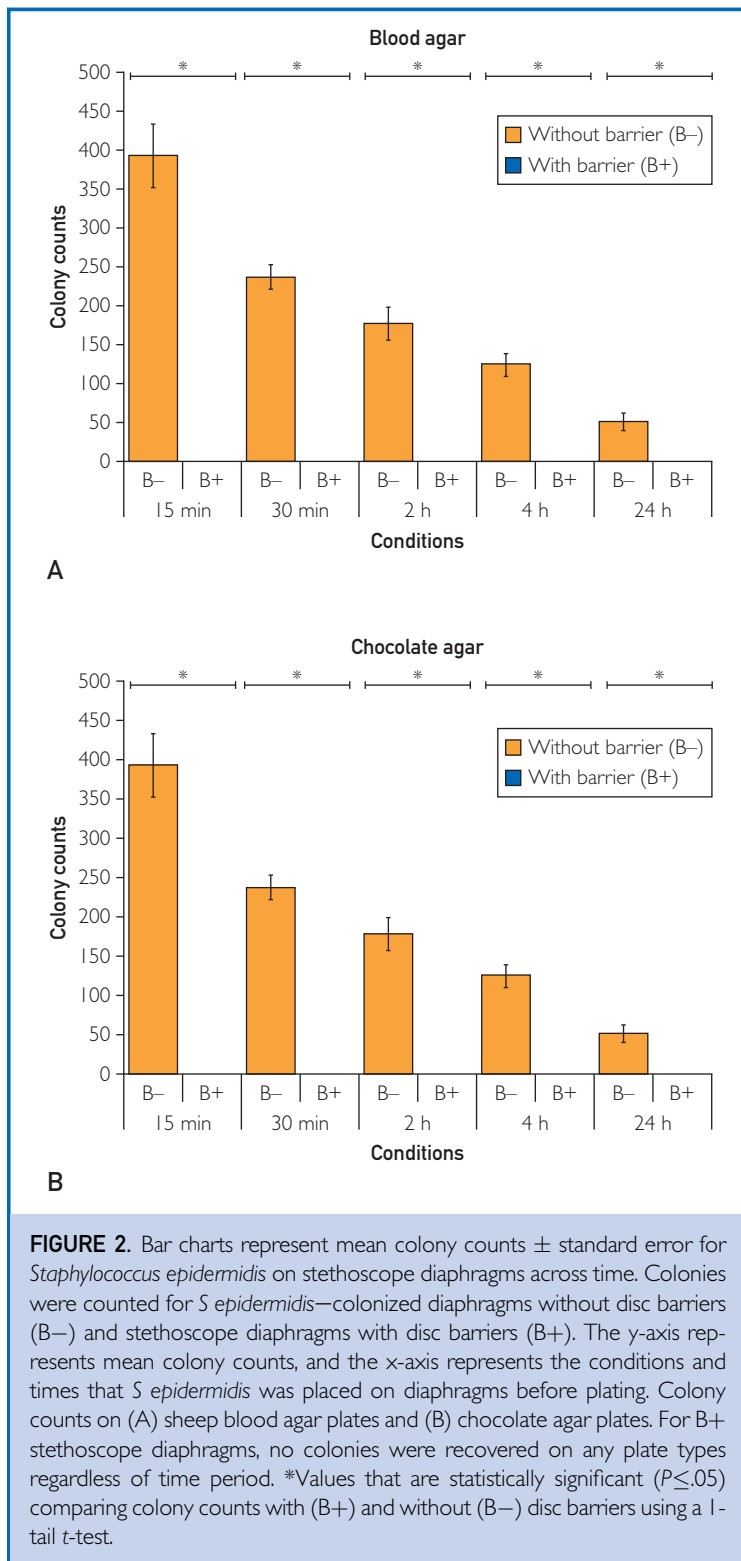 Blood agar
500
450
400
350
300
250
200
150
100
50
0
Colony counts
* * * * *
Without barrier (B–)
With barrier (B+)
B– B+ B– B+ B– B+ B– B+ B– B+
15 min 30 min 2 h 4 h 24 h
Conditions
A
Chocolate agar
500
450
400
350
300
250
200
150
100
50
0
Colony counts
* * * * *
Without barrier (B–)
With barrier (B+)
B– B+ B– B+ B– B+ B– B+ B– B+
15 min 30 min 2 h 4 h 24 h
Conditions
B
FIGURE 2. Bar charts represent mean colony counts ± standard error for
Staphylococcus epidermidis on stethoscope diaphragms across time. Colonies
were counted for S epidermidis–colonized diaphragms without disc barriers
(B–) and stethoscope diaphragms with disc barriers (B+). The y-axis rep-
resents mean colony counts, and the x-axis represents the conditions and
times that S epidermidis was placed on diaphragms before plating. Colony
counts on (A) sheep blood agar plates and (B) chocolate agar plates. For B+
stethoscope diaphragms, no colonies were recovered on any plate types
regardless of time period. *Values that are statistically significant (P≤.05)
comparing colony counts with (B+) and without (B–) disc barriers using a 1-
tail t-test.